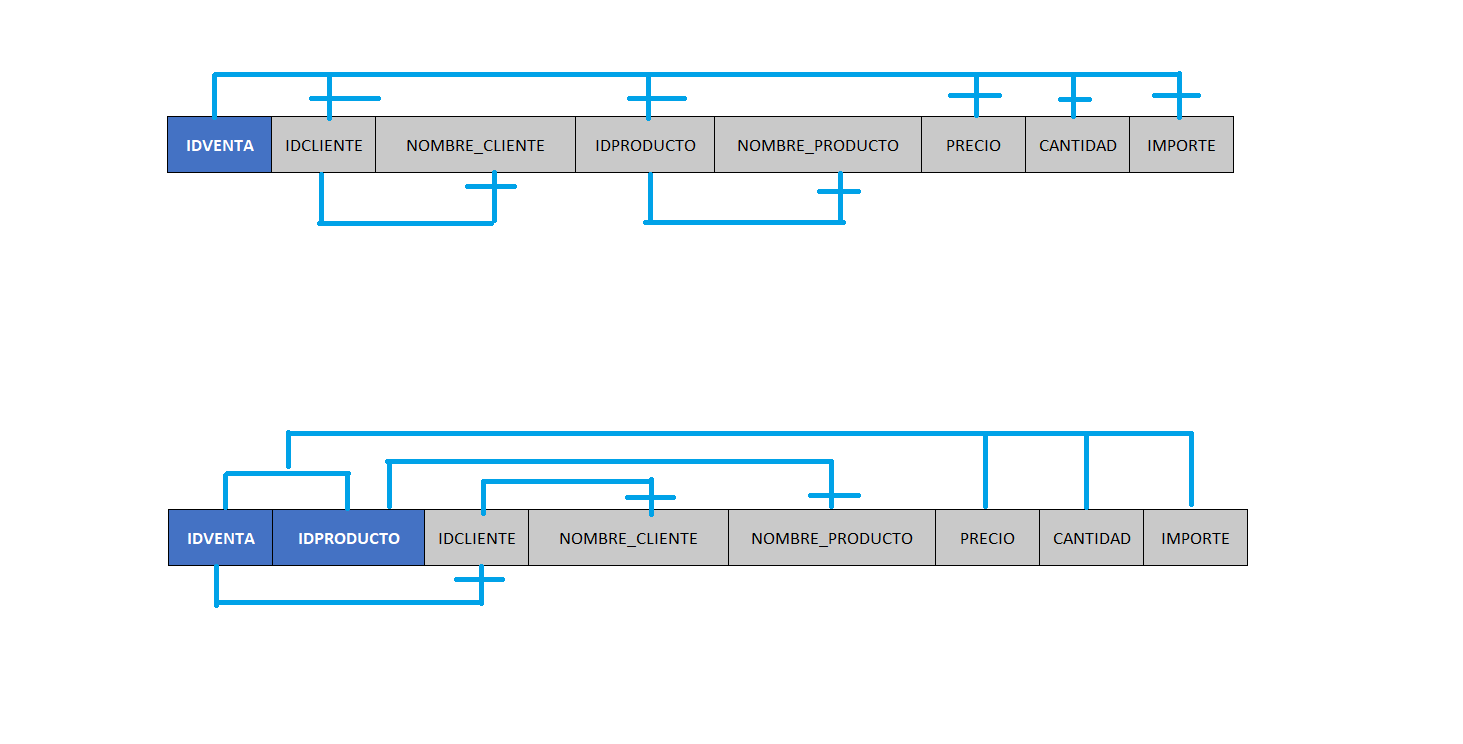 IDVENTA IDCLIENTE NOMBRE_CLIENTE IDPRODUCTO NOMBRE_PRODUCTO PRECIO CANTIDAD IMPORTE
IDVENTA IDPRODUCTO IDCLIENTE NOMBRE_CLIENTE NOMBRE_PRODUCTO PRECIO CANTIDAD IMPORTE